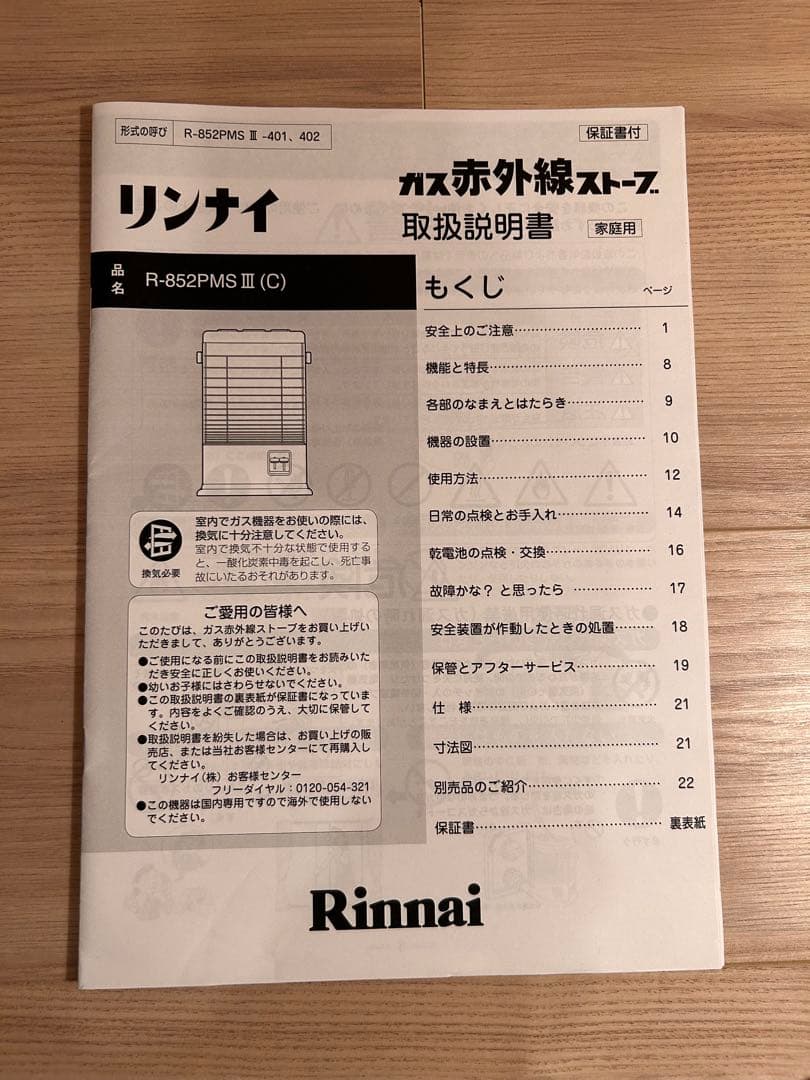 形式の呼び R-852PMS Ⅲ -401、402
保証書付
リンナイ
ガス赤外線ストーブ
取扱説明書 家庭用
品名 R-852PMSⅢ(C)
換気必要
室内でガス機器をお使いの際には、
換気に十分注意してください。
室内で換気不十分な状態で使用する
と、一酸化炭素中毒を起こし、死亡事
故にいたるおそれがあります。
ご愛用の皆様へ
このたびは、ガス赤外線ストーブをお買い上げい
ただきまして、ありがとうございます。
●ご使用になる前にこの取扱説明書をお読みいた
だき安全に正しくお使いください。
●幼いお子様にはさわらせないでください。
●この取扱説明書の裏表紙が保証書になっていま
す。内容をよくご確認のうえ、大切に保管して
ください。
●取扱説明書を紛失した場合は、お買い上げの販
売店、または当社お客様センターにて再購入し
てください。
リンナイ(株)お客様センター
フリーダイヤル:0120-054-321
●この機器は国内専用ですので海外で使用しない
でください。
もくじ ページ
安全上のご注意 1
機能と特長 8
各部のなまえとはたらき 9
機器の設置 10
使用方法 12
日常の点検とお手入れ 14
乾電池の点検・交換 16
故障かな?と思ったら 17
安全装置が作動したときの処置 18
保管とアフターサービス 19
仕 様 21
寸法図 21
別売品のご紹介 22
保証書 裏表紙
Rinnai